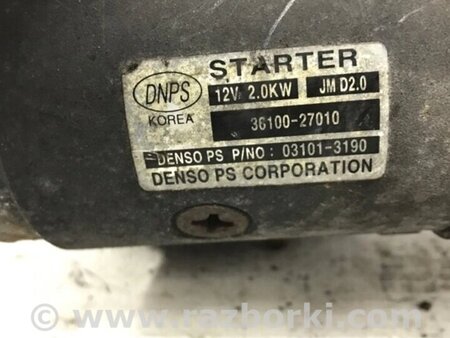 STARTER
DNPS 12V 2.0KW JM D2.0
KOREA 36100-27010
DENSO PS P/NO: 03101-3190
DENSO PS CORPORATION
© www.razborki.com